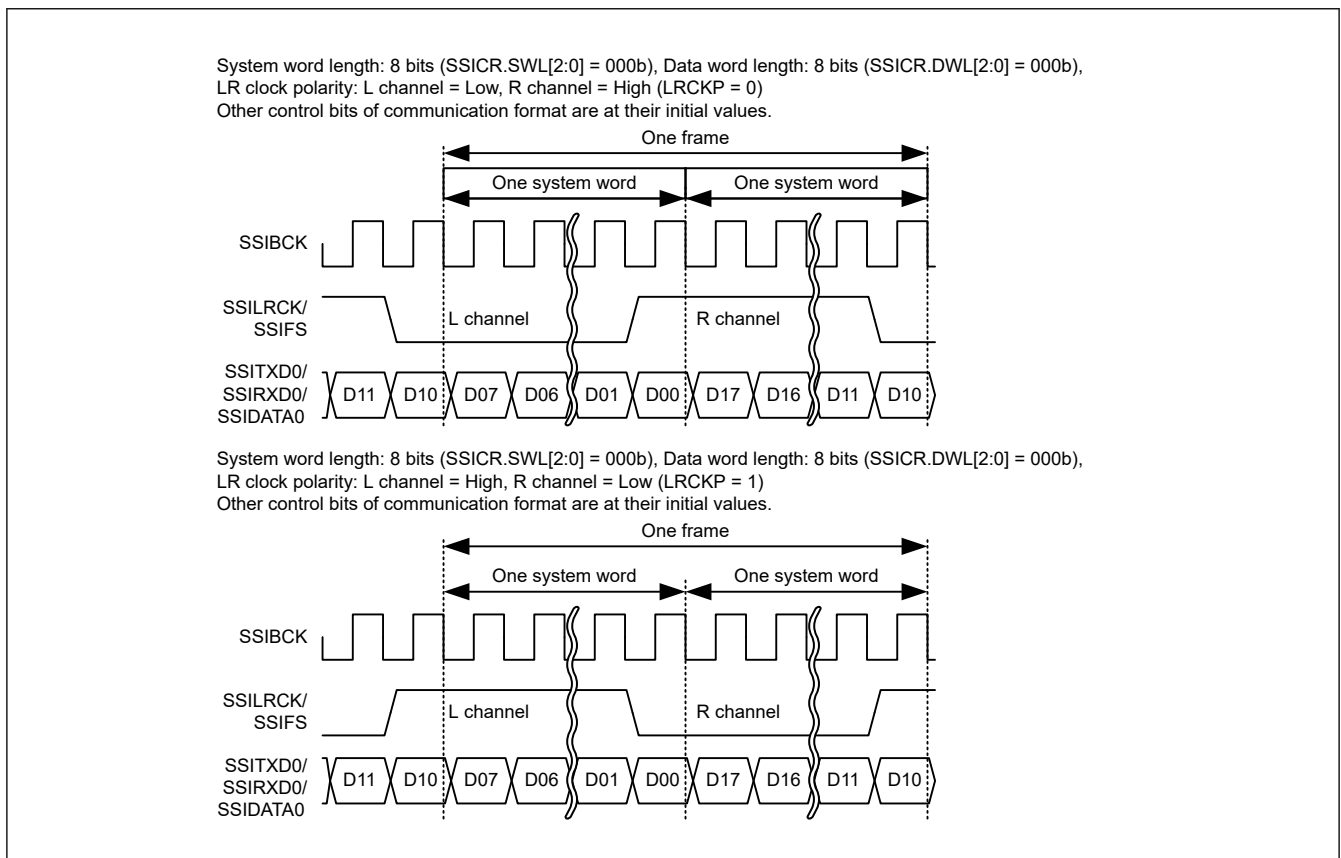 System word length: 8 bits (SSICR.SWL[2:0] = 000b), Data word length: 8 bits (SSICR.DWL[2:0] = 000b),
LR clock polarity: L channel = Low, R channel = High (LRCKP = 0)
Other control bits of communication format are at their initial values.
One frame
One system word One system word
SSIBCK
SSILRCK/
SSIFS
L channel R channel
SSITXD0/
SSIRXD0/
SSIDATA0
D11 D10 D07 D06 D01 D00 D17 D16 D11 D10
System word length: 8 bits (SSICR.SWL[2:0] = 000b), Data word length: 8 bits (SSICR.DWL[2:0] = 000b),
LR clock polarity: L channel = High, R channel = Low (LRCKP = 1)
Other control bits of communication format are at their initial values.
One frame
One system word One system word
SSIBCK
SSILRCK/
SSIFS
L channel R channel
SSITXD0/
SSIRXD0/
SSIDATA0
D11 D10 D07 D06 D01 D00 D17 D16 D11 D10